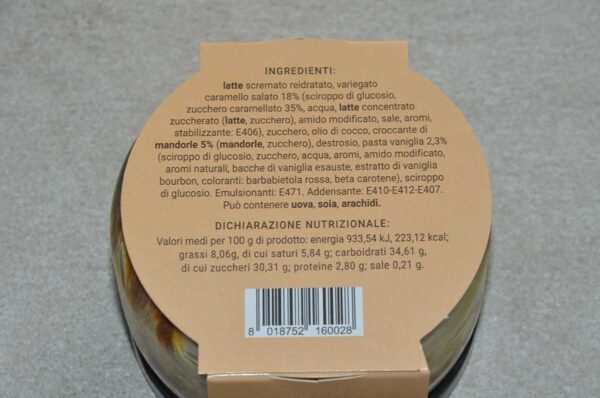 INGREDIENTI:
latte scremato reidratato, variegato
caramello salato 18% (sciroppo di glucosio,
zucchero caramellato 35%, acqua, latte concentrato
zuccherato (latte, zucchero), amido modificato, sale, aromi,
stabilizzante: E406), zucchero, olio di cocco, croccante di
mandorle 5% (mandorle, zucchero), destrosio, pasta vaniglia 2,3%
(sciroppo di glucosio, zucchero, acqua, aromi, amido modificato,
aromi naturali, bacche di vaniglia esauste, estratto di vaniglia
bourbon, coloranti: barbabietola rossa, beta carotene), sciroppo
di glucosio. Emulsionanti: E471. Addensante: E410-E412-E407.
Può contenere uova, soia, arachidi.
DICHIARAZIONE NUTRIZIONALE:
Valori medi per 100 g di prodotto: energia 933,54 kJ, 223,12 kcal;
grassi 8,06g, di cui saturi 5,84 g; carboidrati 34,61 g,
di cui zuccheri 30,31 g; proteine 2,80 g; sale 0,21 g.
8 018752 160028